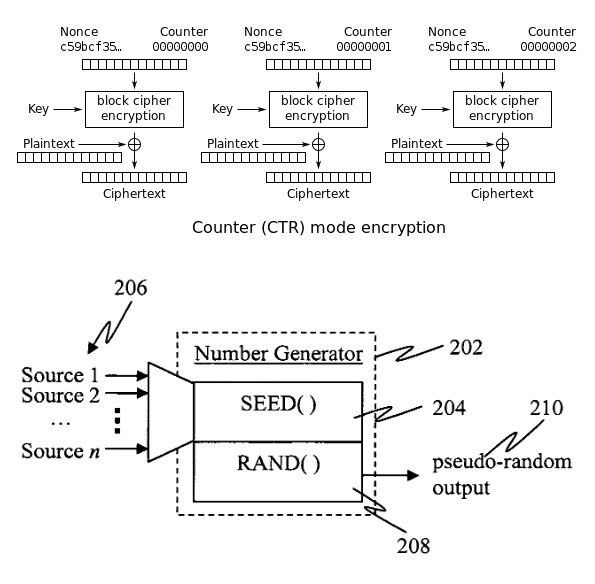 Nonce Counter Nonce Counter Nonce Counter
c59bcf35… 00000000 c59bcf35… 00000001 c59bcf35… 00000002
Key block cipher encryption Key block cipher encryption Key block cipher encryption
Plaintext Plaintext Plaintext
Ciphertext Ciphertext Ciphertext
Counter (CTR) mode encryption
206
Number Generator 202
Source 1
Source 2 SEED( ) 204 210
...
Source n RAND( ) pseudo-random
output
208